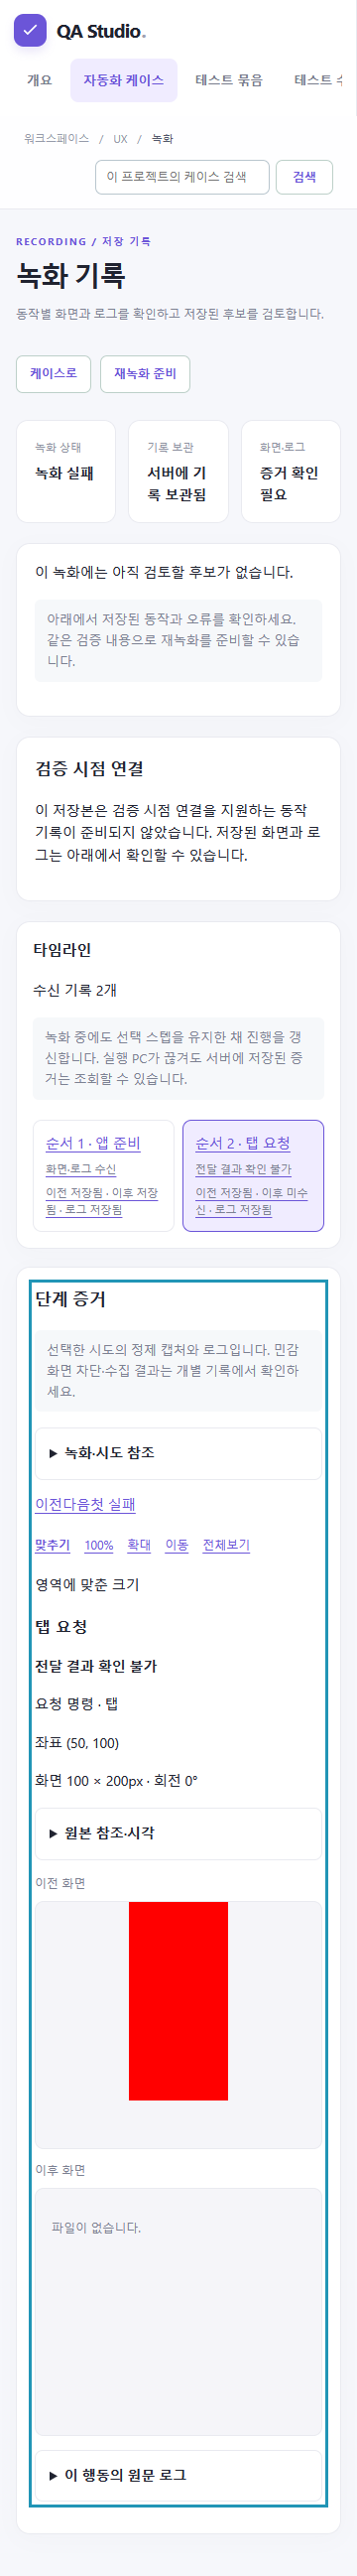 QA Studio.
개요 자동화 케이스 테스트 묶음 테스트
워크스페이스 / UX / 녹화
이 프로젝트의 케이스 검색 검색
RECORDING / 저장 기록
녹화 기록
동작별 화면과 로그를 확인하고 저장된 후보를 검토합니다.
케이스로 재녹화 준비
녹화 상태
녹화 실패
기록 보관
서버에 기
록 보관됨
화면·로그
증거 확인
필요
이 녹화에는 아직 검토할 후보가 없습니다.
아래에서 저장된 동작과 오류를 확인하세요.
같은 검증 내용으로 재녹화를 준비할 수 있습
니다.
검증 시점 연결
이 저장본은 검증 시점 연결을 지원하는 동작
기록이 준비되지 않았습니다. 저장된 화면과 로
그는 아래에서 확인할 수 있습니다.
타임라인
수신 기록 2개
녹화 중에도 선택 스텝을 유지한 채 진행을 갱
신합니다. 실행 PC가 끊겨도 서버에 저장된 증
거는 조회할 수 있습니다.
순서 1 · 앱 준비
화면·로그 수신
이전 저장됨 · 이후 저장
됨 · 로그 저장됨
순서 2 · 탭 요청
전달 결과 확인 불가
이전 저장됨 · 이후 미수
신 · 로그 저장됨
단계 증거
선택한 시도의 정제 캡처와 로그입니다. 민감
화면 차단·수집 결과는 개별 기록에서 확인하
세요.
▶ 녹화·시도 참조
이전다음첫 실패
맞추기 100% 확대 이동 전체보기
영역에 맞춘 크기
탭 요청
전달 결과 확인 불가
요청 명령 · 탭
좌표 (50, 100)
화면 100 × 200px · 회전 0°
▶ 원본 참조·시각
이전 화면
이후 화면
파일이 없습니다.
▶ 이 행동의 원문 로그